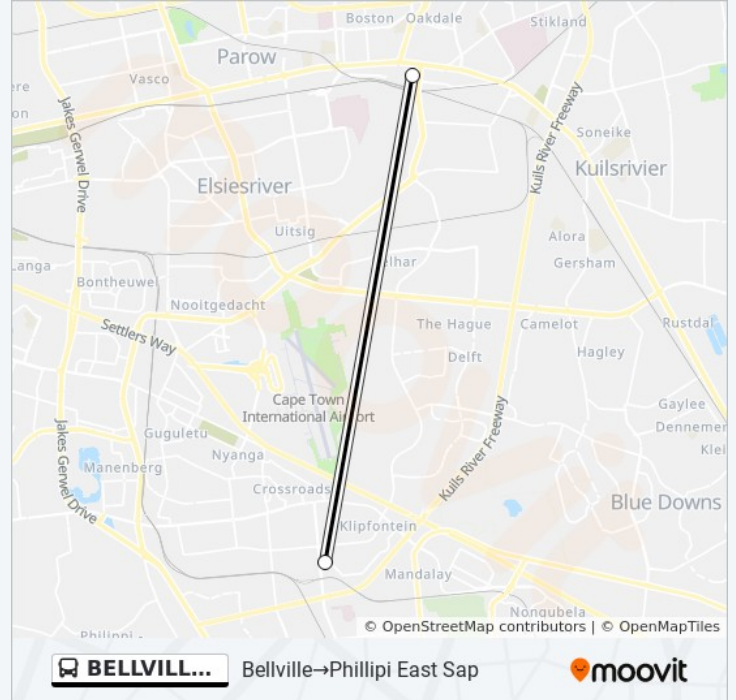 Boston Oakdale
Stikland
Parow
Vasco
ere
on
Jakes Gerwel Drive
Kuils River Freeway
Soneike
Kuilsrivier
Elsiesriver
Uitsig
Alora
Gersham
elhar
anga
Bontheuwel
Nooitgedacht
Settlers Way
The Hague
Camelot
Rustdal
Delft
Hagley
Cape Town
International Airport
Gaylee
Dennemer
Klei
Jakes Gerwel Drive
Guguletu
Nyanga
Manenberg
Crossroads
Kuils River Freeway
Klipfontein
Blue Downs
Mandalay
Nonqubela
Philippi
© OpenStreetMap contributors | © OpenMapTiles
BELLVILL...
Bellville→Phillipi East Sap
moovit